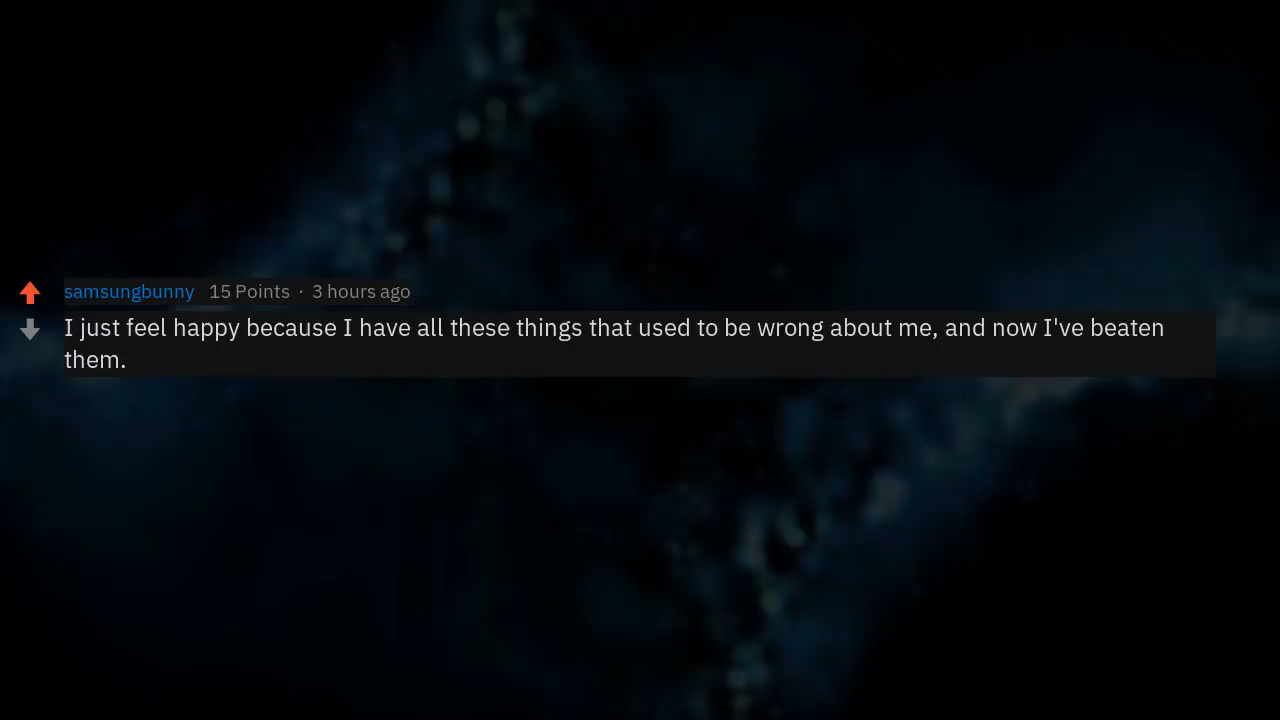 samsungbunny 15 Points · 3 hours ago
I just feel happy because I have all these things that used to be wrong about me, and now I've beaten
them.